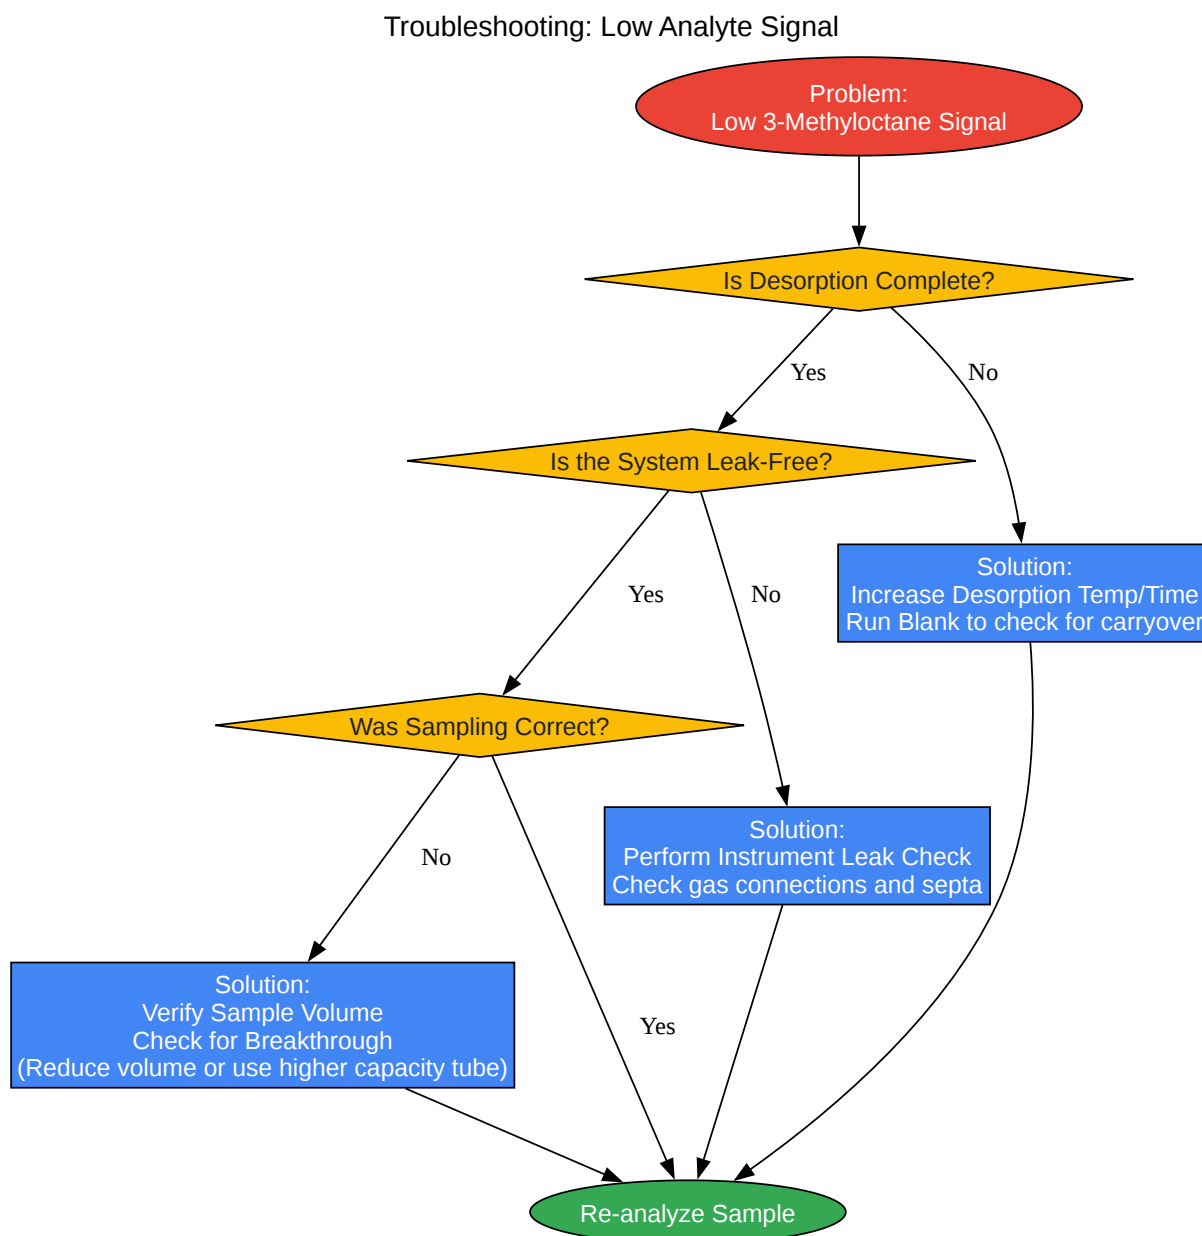 Troubleshooting: Low Analyte Signal
Problem:
Low 3-Methyloctane Signal
Is Desorption Complete?
Yes
No
Is the System Leak-Free?
Solution:
Increase Desorption Temp/Time
Run Blank to check for carryover
Yes
No
Was Sampling Correct?
Solution:
Perform Instrument Leak Check
Check gas connections and septa
No
Solution:
Verify Sample Volume
Check for Breakthrough
(Reduce volume or use higher capacity tube)
Yes
Re-analyze Sample